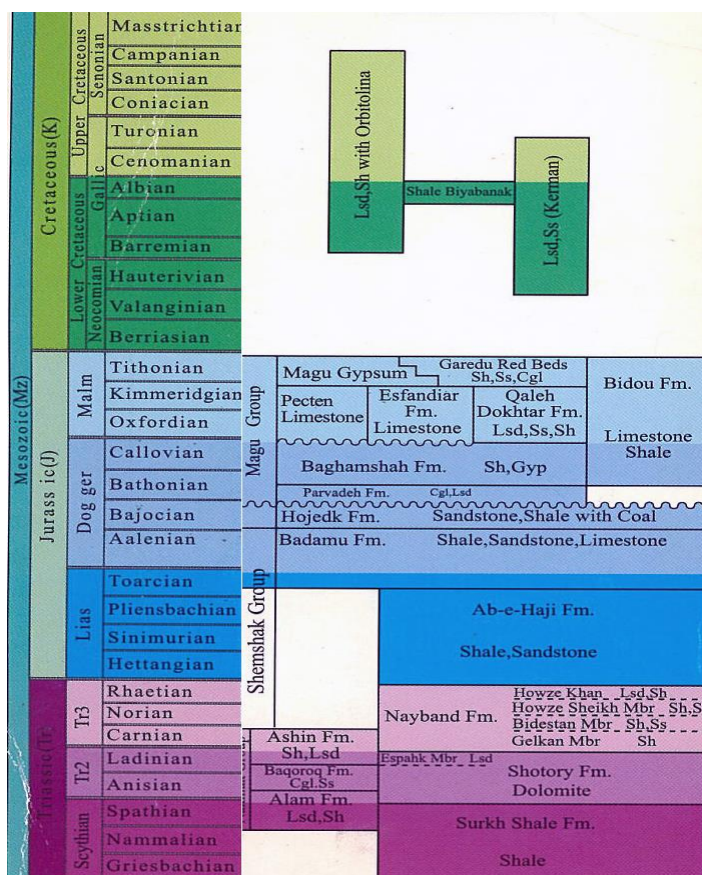 Mesozoic(Mz)
Cretaceous(K)
Upper Cretaceous
Senonian
Masstrichtian
Campanian
Santonian
Coniacian
Gallic
Turonian
Cenomanian
Lower Cretaceous
Albian
Aptian
Barremian
Neocomian
Hauterivian
Valanginian
Berriasian
Lsd,Sh with Orbitolina
Shale Biyabanak
Lsd,Ss (Kerman)
Jurass ic(J)
Malm
Tithonian
Kimmeridgian
Oxfordian
Dog ger
Callovian
Bathonian
Bajocian
Aalenian
Lias
Toarcian
Pliensbachian
Sinimurian
Hettangian
Magu Group
Magu Gypsum
Garedu Red Beds
Sh,Ss,Cgl
Pecten
Limestone
Esfandiar
Fm.
Limestone
Qaleh
Dokhtar Fm.
Lsd,Ss,Sh
Bidou Fm.
Limestone
Shale
Baghamshah Fm. Sh,Gyp
Parvadeh Fm. Cgl,Lsd
Hojedk Fm. Sandstone,Shale with Coal
Badamu Fm. Shale,Sandstone,Limestone
Shemshak Group
Ab-e-Haji Fm.
Shale,Sandstone
Triassic(Tr)
Tr3
Rhaetian
Norian
Carnian
Tr2
Ladinian
Anisian
Scythian
Spathian
Nammalian
Griesbachian
Nayband Fm.
Howze Khan Lsd,Sh
Howze Sheikh Mbr Sh,S
Bidestan Mbr Sh,Ss
Gelkan Mbr Sh
Ashin Fm.
Sh,Lsd
Baqoroq Fm.
Cgl.Ss
Alam Fm.
Lsd,Sh
Espahk Mbr Lsd
Shotory Fm.
Dolomite
Surkh Shale Fm.
Shale